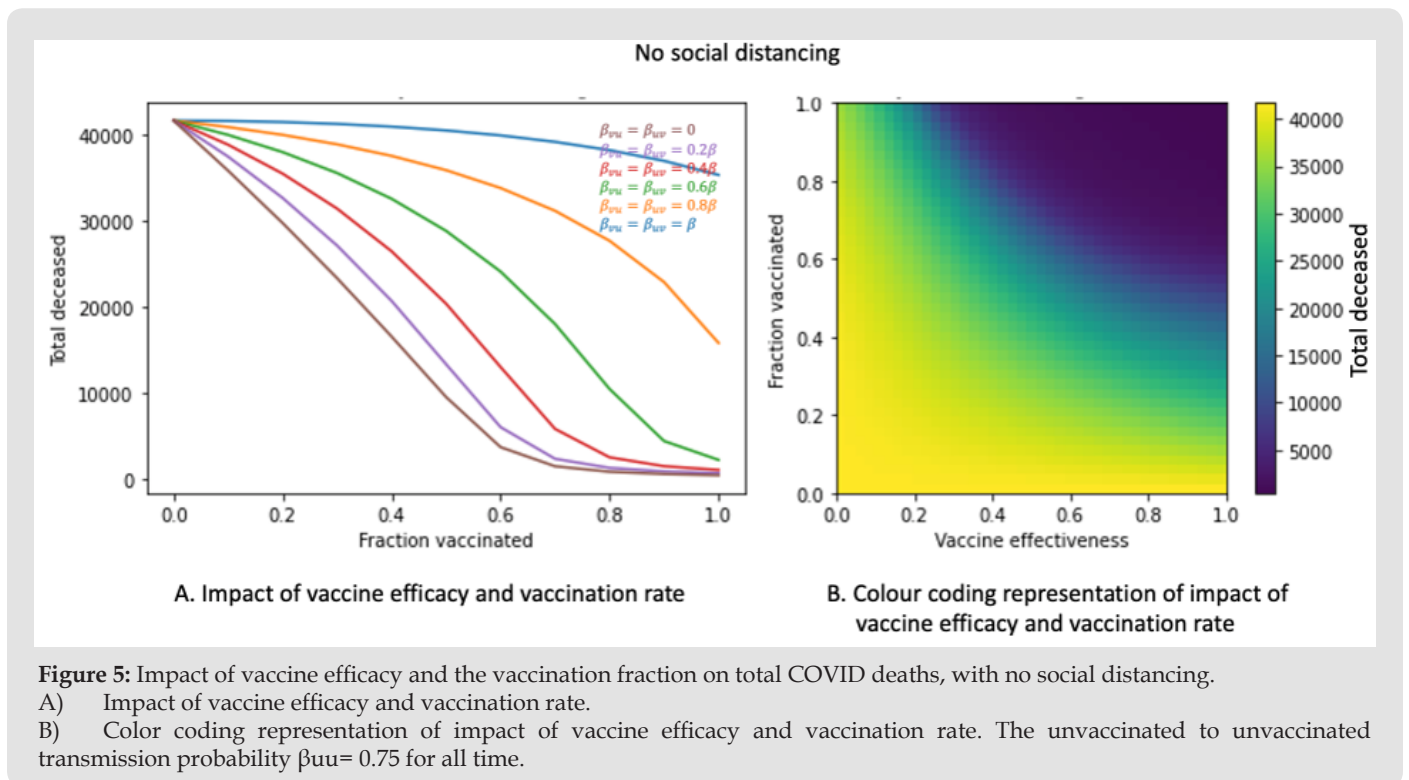 No social distancing
40000
30000
20000
10000
0
Total deceased
0.0 0.2 0.4 0.6 0.8 1.0
Fraction vaccinated
βvu = βuv = 0
βvu = βuv = 0.2β
βvu = βuv = 0.4β
βvu = βuv = 0.6β
βvu = βuv = 0.8β
βvu = βuv = β
A. Impact of vaccine efficacy and vaccination rate
1.0
0.8
0.6
0.4
0.2
0.0
Fraction vaccinated
0.0 0.2 0.4 0.6 0.8 1.0
Vaccine effectiveness
40000
35000
30000
25000
20000
15000
10000
5000
Total deceased
B. Colour coding representation of impact of
vaccine efficacy and vaccination rate
Figure 5: Impact of vaccine efficacy and the vaccination fraction on total COVID deaths, with no social distancing.
A) Impact of vaccine efficacy and vaccination rate.
B) Color coding representation of impact of vaccine efficacy and vaccination rate. The unvaccinated to unvaccinated
transmission probability βuu= 0.75 for all time.